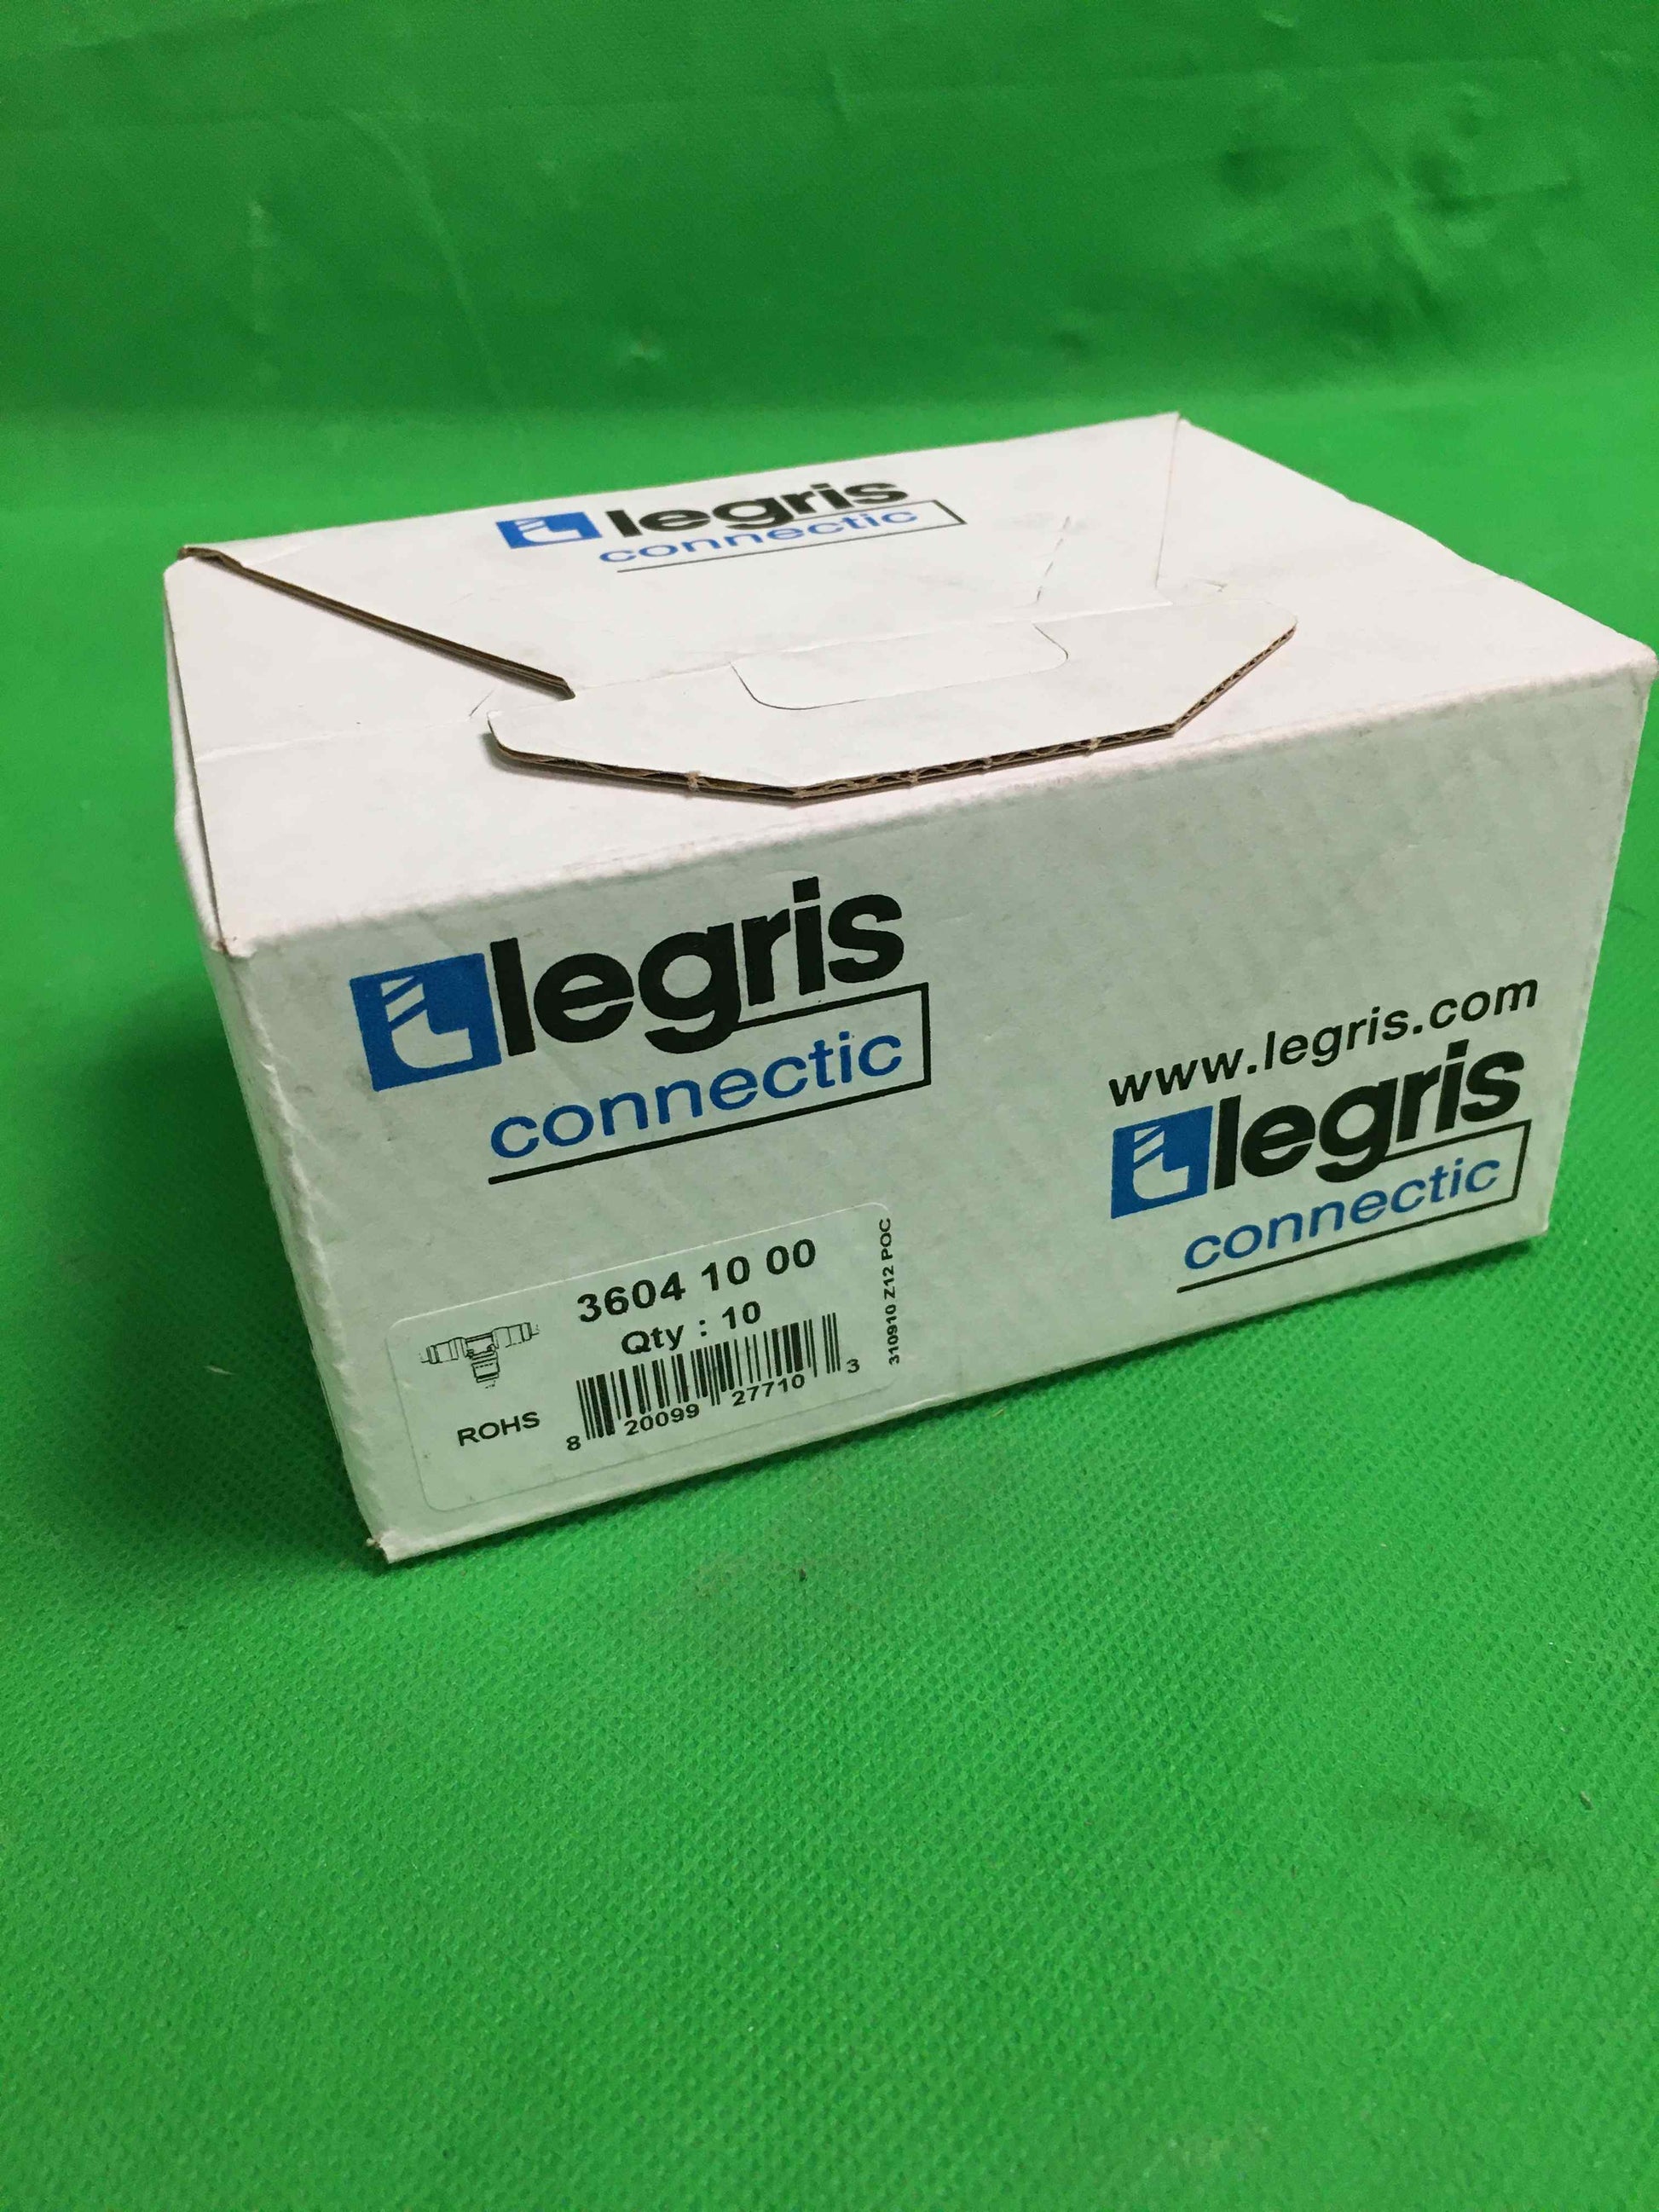 legris
connectic
legris
connectic
www.legris.com
legris
connectic
3604 10 00
Qty : 10
8 20099 27710 3
ROHS
310910 Z12 POC